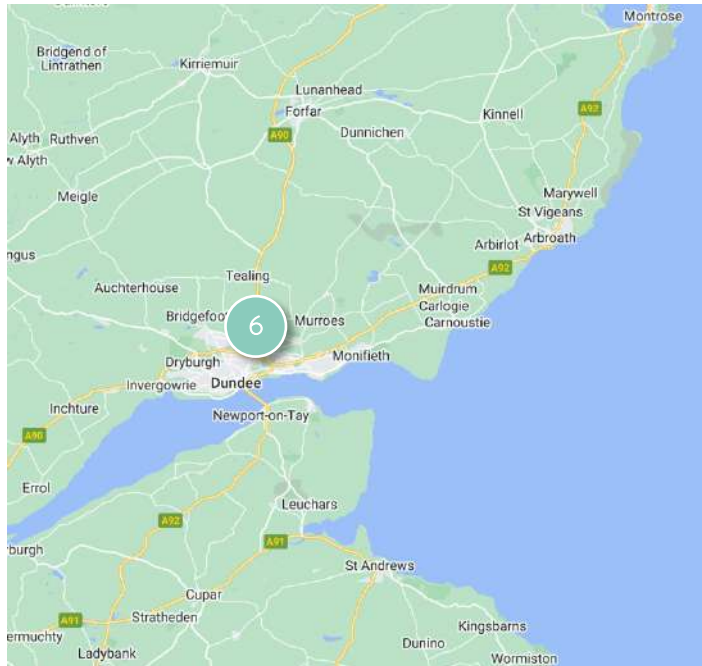 Montrose
Bridgend of
Lintrathen
Kirriemuir
Lunanhead
Forfar
A92
Kinnell
A90
Dunnichen
Alyth
Ruthven
w Alyth
Meigle
Marywell
St Vigeans
Arbroath
Arbirlot
ngus
A92
Tealing
Auchterhouse
Muirdrum
Carlogie
Carnoustie
Bridgefoo
6
Murroes
Monifieth
Dryburgh
Dundee
Invergowrie
Inchture
Newport-on-Tay
A90
Errol
Leuchars
A92
A91
rburgh
St Andrews
Cupar
A91
Stratheden
Kingsbarns
ermuchty
Dunino
Ladybank
Wormiston